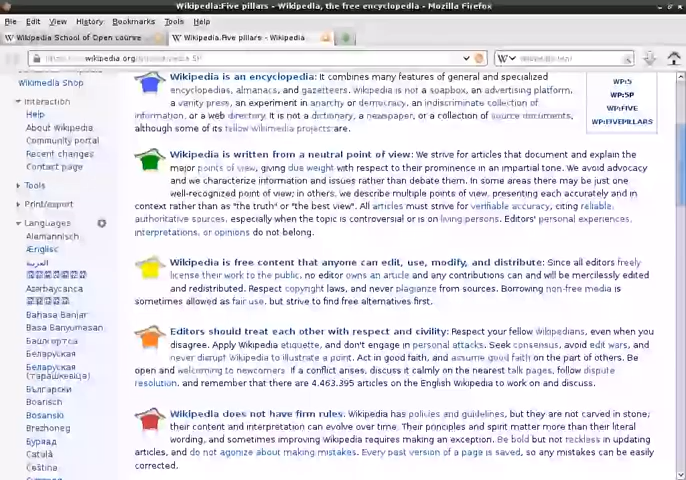 Wikipedia:Five pillars - Wikipedia, the free encyclopedia - Mozilla Firefox
File Edit View History Bookmarks Tools Help
Wikipedia School of Open course
Wikipedia:Five pillars - Wikipedia
wikipedia.org
Wikimedia Shop
Interaction
Help
About Wikipedia
Community portal
Recent changes
Contact page
Tools
Print/export
Languages
Alemannisch
Ænglisc
العربية
Azərbaycanca
Bahasa Banjar
Basa Banyumasan
Башҡортса
Беларуская
Беларуская
(тарашкевіца)
Български
Boarisch
Bosanski
Brezhoneg
Буряад
Català
Čeština
Wikipedia is an encyclopedia: It combines many features of general and specialized
encyclopedias, almanacs, and gazetteers. Wikipedia is not a soapbox, an advertising platform,
a vanity press, an experiment in anarchy or democracy, an indiscriminate collection of
information, or a web directory. It is not a dictionary, a newspaper, or a collection of source documents,
although some of its fellow Wikimedia projects are.
WP:5
WP:5P
WP:FIVE
WP:FIVEPILLARS
Wikipedia is written from a neutral point of view: We strive for articles that document and explain the
major points of view, giving due weight with respect to their prominence in an impartial tone. We avoid advocacy
and we characterize information and issues rather than debate them. In some areas there may be just one
well-recognized point of view; in others, we describe multiple points of view, presenting each accurately and in
context rather than as "the truth" or "the best view". All articles must strive for verifiable accuracy, citing reliable,
authoritative sources, especially when the topic is controversial or is on living persons. Editors' personal experiences,
interpretations, or opinions do not belong.
Wikipedia is free content that anyone can edit, use, modify, and distribute: Since all editors freely
license their work to the public, no editor owns an article and any contributions can and will be mercilessly edited
and redistributed. Respect copyright laws, and never plagiarize from sources. Borrowing non-free media is
sometimes allowed as fair use, but strive to find free alternatives first.
Editors should treat each other with respect and civility: Respect your fellow Wikipedians, even when you
disagree. Apply Wikipedia etiquette, and don't engage in personal attacks. Seek consensus, avoid edit wars, and
never disrupt Wikipedia to illustrate a point. Act in good faith, and assume good faith on the part of others. Be
open and welcoming to newcomers. If a conflict arises, discuss it calmly on the nearest talk pages, follow dispute
resolution, and remember that there are 4,463,395 articles on the English Wikipedia to work on and discuss.
Wikipedia does not have firm rules. Wikipedia has policies and guidelines, but they are not carved in stone;
their content and interpretation can evolve over time. Their principles and spirit matter more than their literal
wording, and sometimes improving Wikipedia requires making an exception. Be bold but not reckless in updating
articles, and do not agonize about making mistakes. Every past version of a page is saved, so any mistakes can be easily
corrected.